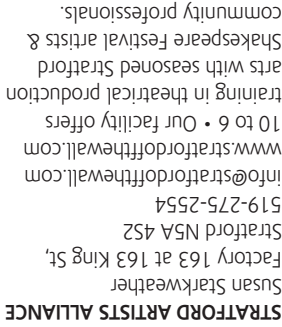 STRATFORD ARTISTS ALLIANCE
Susan Starkweather
Factory 163 at 163 King St,
Stratford N5A 4S2
519-275-2554
info@stratfordoffthewall.com
www.stratfordoffthewall.com
10 to 6 • Our facility offers
training in theatrical production
arts with seasoned Stratford
Shakespeare Festival artists &
community professionals.